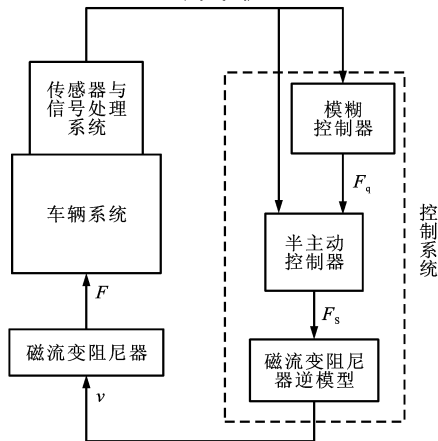 传感器与
信号处理
系统
车辆系统
F
磁流变阻尼器
v
模糊
控制器
F_q
半主动
控制器
F_S
磁流变阻尼
器逆模型
控制系统